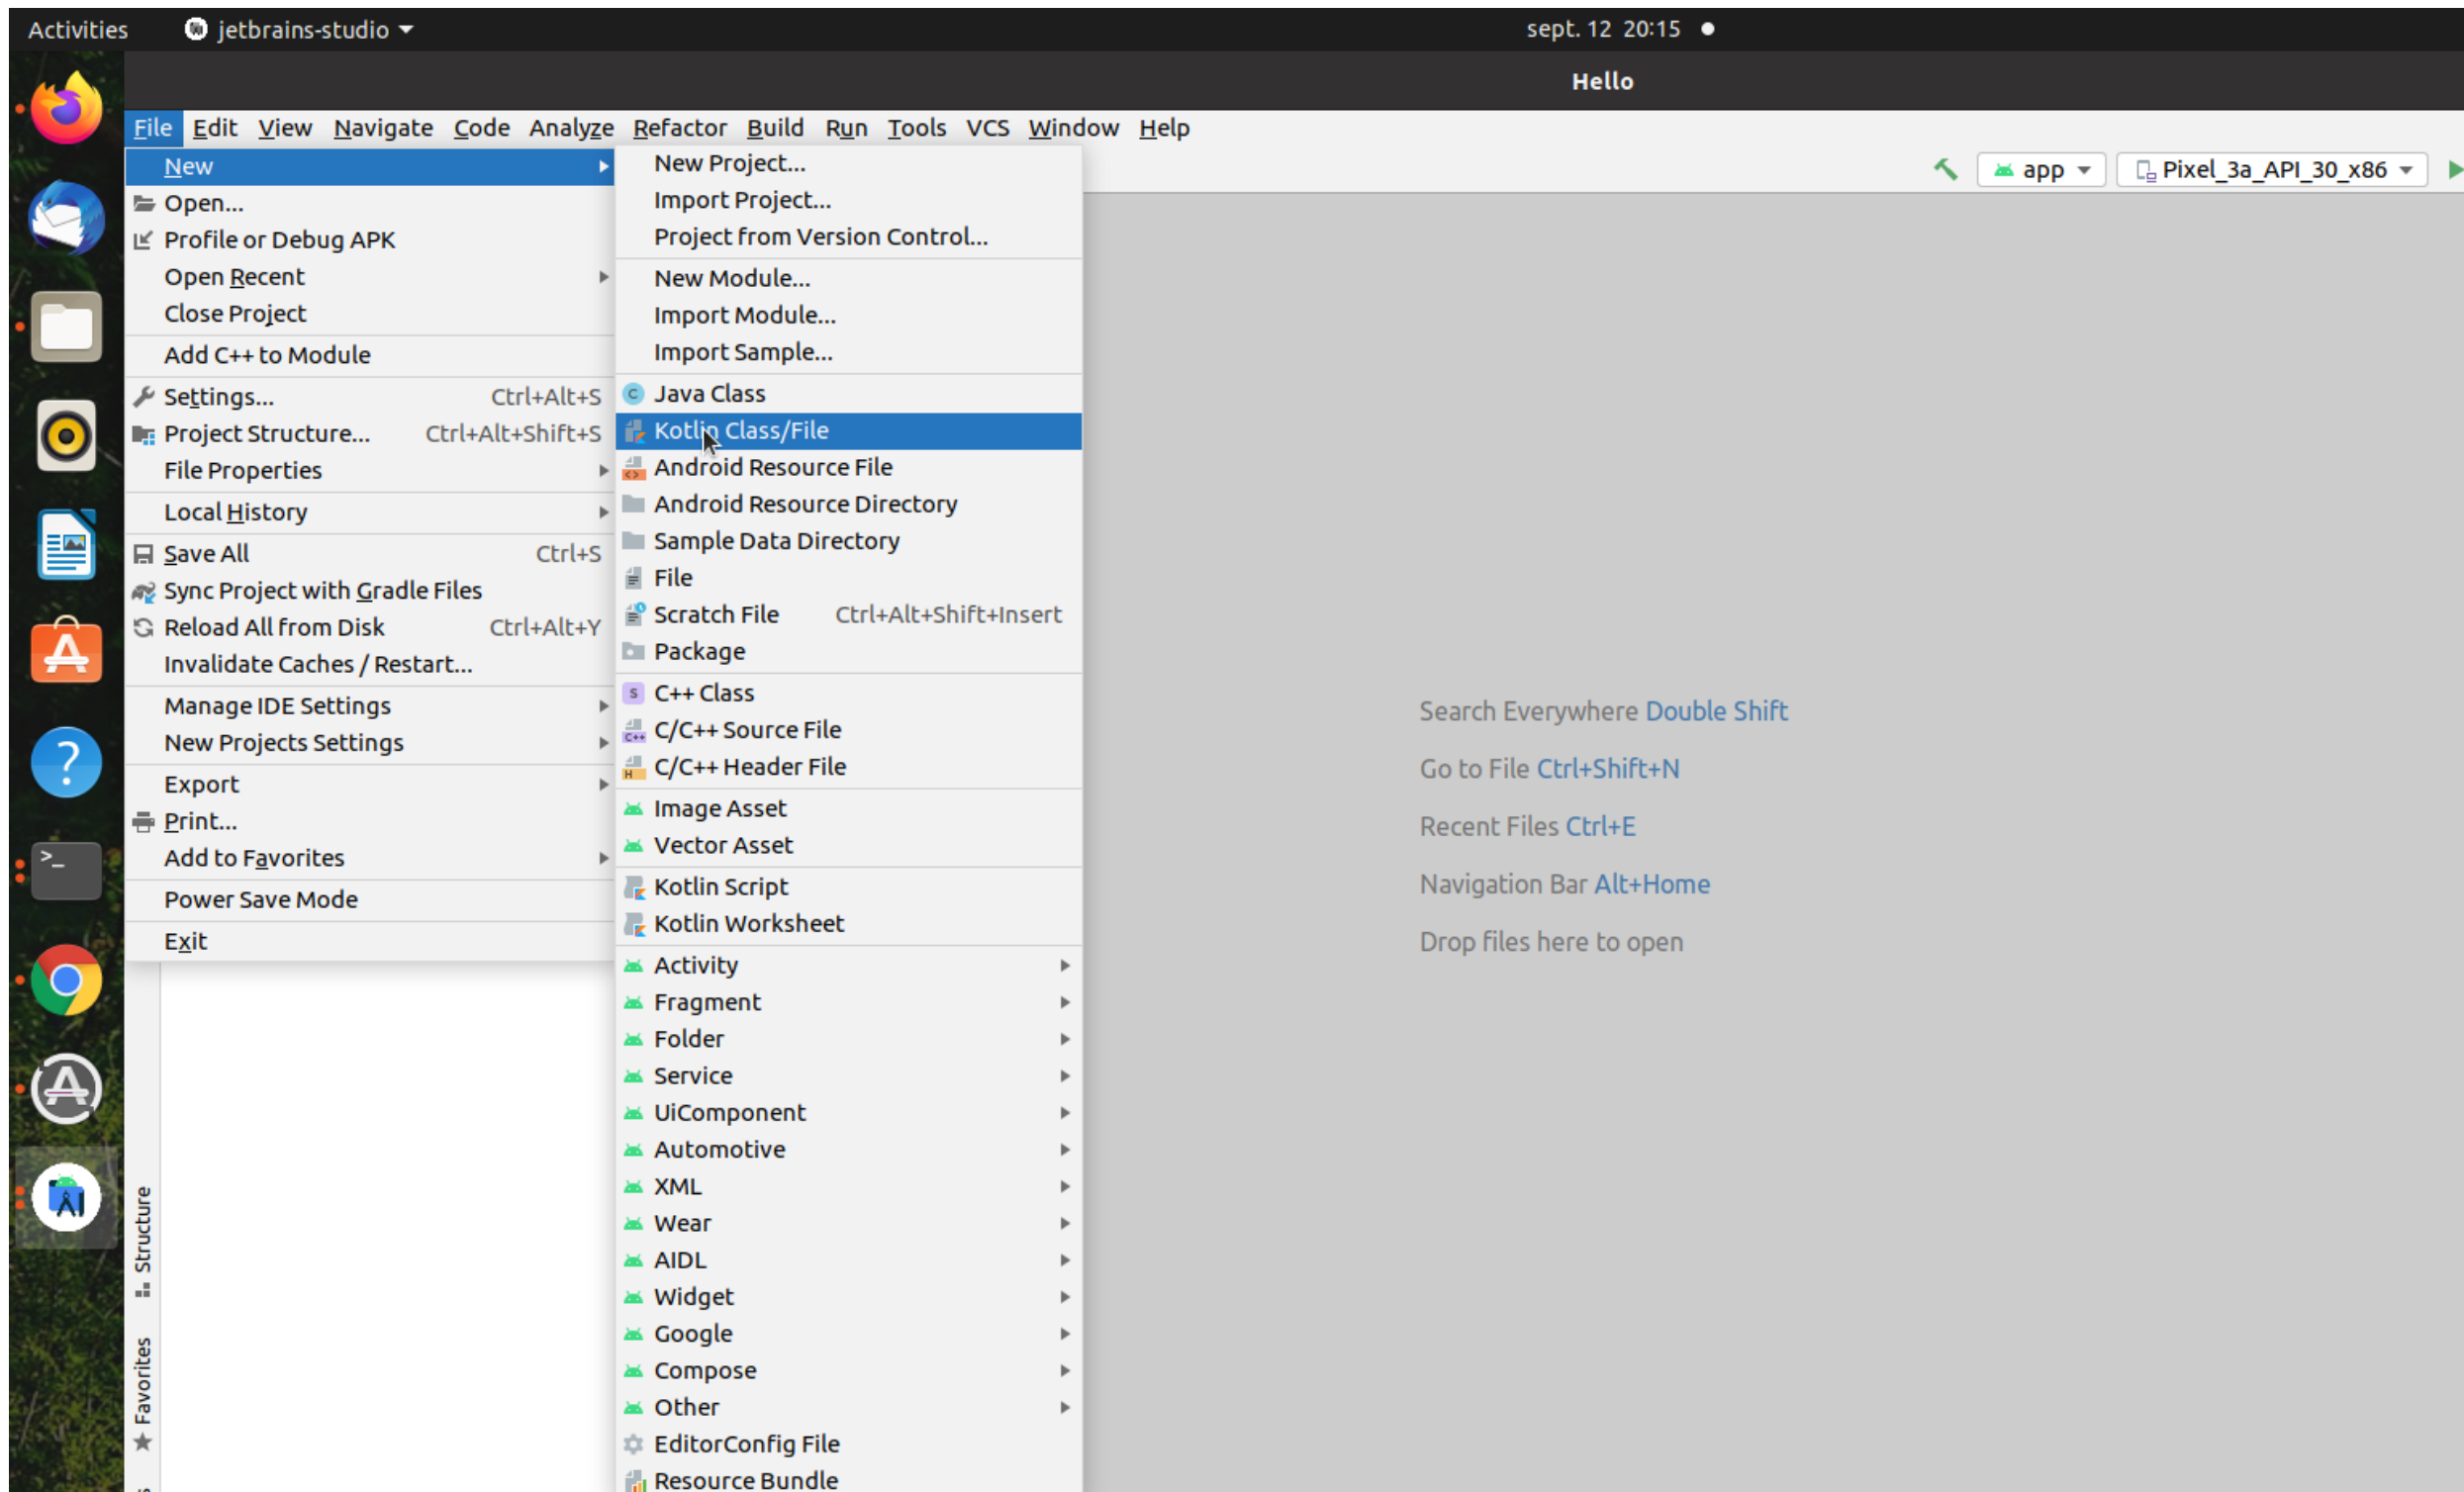 Activities jetbrains-studio sept. 12 20:15
Hello
File Edit View Navigate Code Analyze Refactor Build Run Tools VCS Window Help
app Pixel_3a_API_30_x86
New
Open...
Profile or Debug APK
Open Recent
Close Project
Add C++ to Module
Settings... Ctrl+Alt+S
Project Structure... Ctrl+Alt+Shift+S
File Properties
Local History
Save All Ctrl+S
Sync Project with Gradle Files
Reload All from Disk Ctrl+Alt+Y
Invalidate Caches / Restart...
Manage IDE Settings
New Projects Settings
Export
Print...
Add to Favorites
Power Save Mode
Exit
New Project...
Import Project...
Project from Version Control...
New Module...
Import Module...
Import Sample...
C Java Class
Kotlin Class/File
Android Resource File
Android Resource Directory
Sample Data Directory
File
Scratch File Ctrl+Alt+Shift+Insert
Package
S C++ Class
C++ C/C++ Source File
H C/C++ Header File
Image Asset
Vector Asset
Kotlin Script
Kotlin Worksheet
Activity
Fragment
Folder
Service
UiComponent
Automotive
XML
Wear
AIDL
Widget
Google
Compose
Other
EditorConfig File
Resource Bundle
Search Everywhere Double Shift
Go to File Ctrl+Shift+N
Recent Files Ctrl+E
Navigation Bar Alt+Home
Drop files here to open
Structure
Favorites